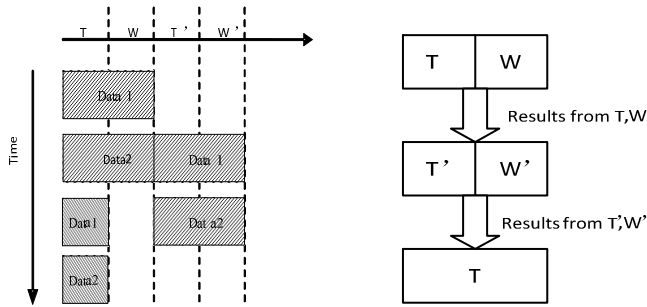 T W T' W'
Time
Data 1
Data2 Data 1
Data1 Data2
Data2
T W
Results from T,W
T' W'
Results from T',W'
T